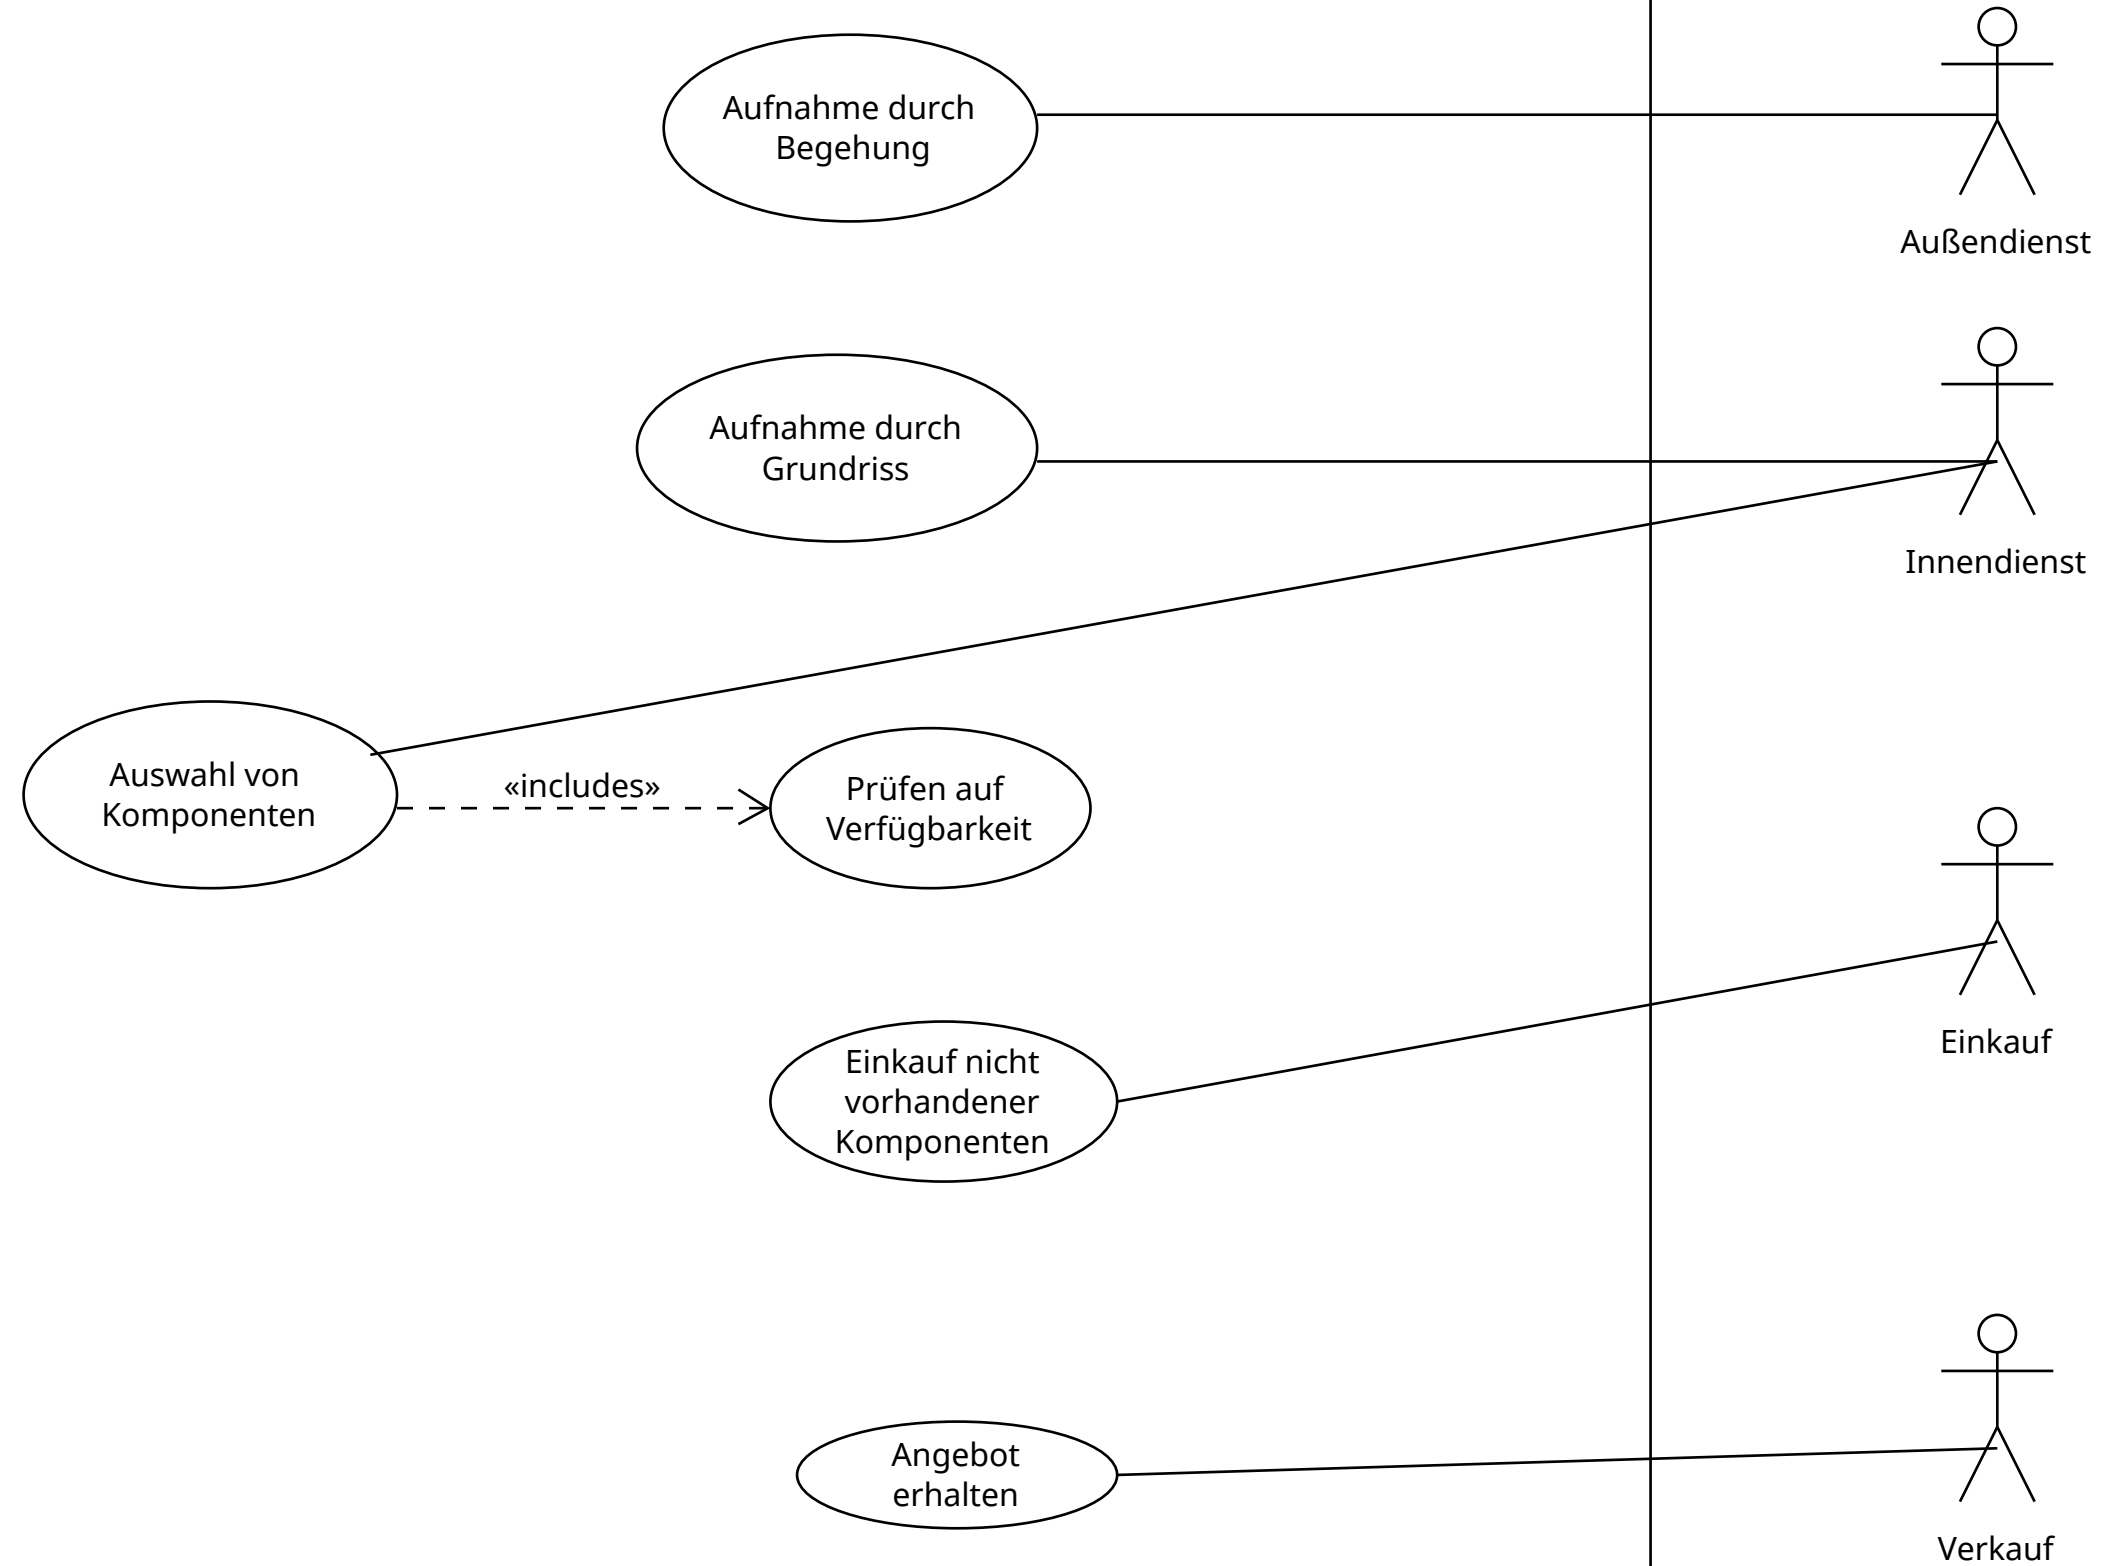 Aufnahme durch
Begehung
Außendienst
Aufnahme durch
Grundriss
Innendienst
Auswahl von
Komponenten
«includes»
Prüfen auf
Verfügbarkeit
Einkauf
Einkauf nicht
vorhandener
Komponenten
Angebot
erhalten
Verkauf